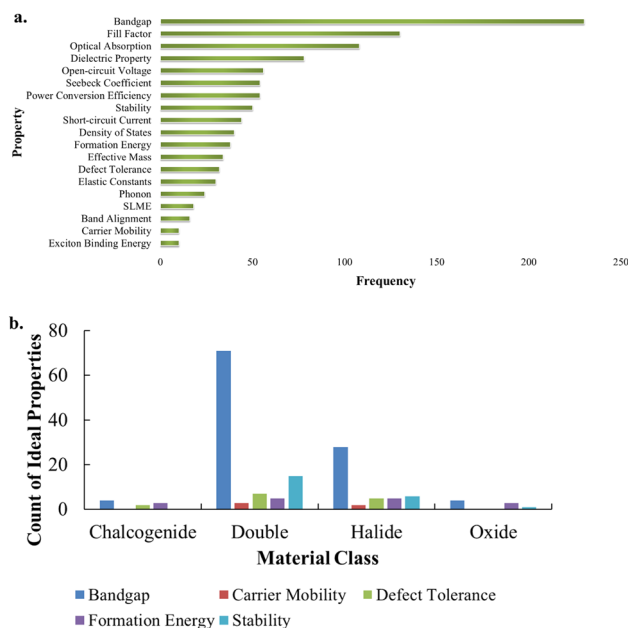 a.
Bandgap
Fill Factor
Optical Absorption
Dielectric Property
Open-circuit Voltage
Seebeck Coefficient
Power Conversion Efficiency
Stability
Short-circuit Current
Density of States
Formation Energy
Effective Mass
Defect Tolerance
Elastic Constants
Phonon
SLME
Band Alignment
Carrier Mobility
Exciton Binding Energy
Property
0 50 100 150 200 250
Frequency
b.
80
60
40
20
0
Count of Ideal Properties
Chalcogenide Double Halide Oxide
Material Class
Bandgap Carrier Mobility Defect Tolerance
Formation Energy Stability